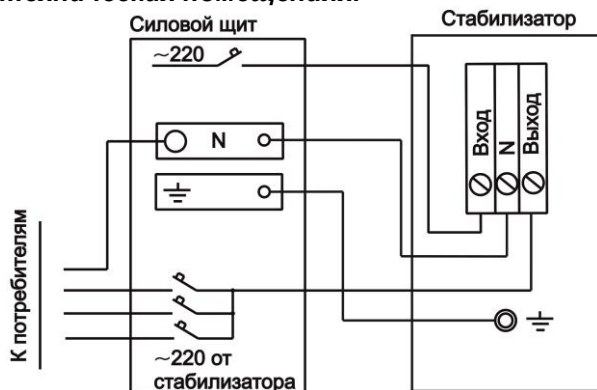 Силовой щит
Стабилизатор
~220
Вход
N
Выход
N
К потребителям
~220 от
стабилизатора